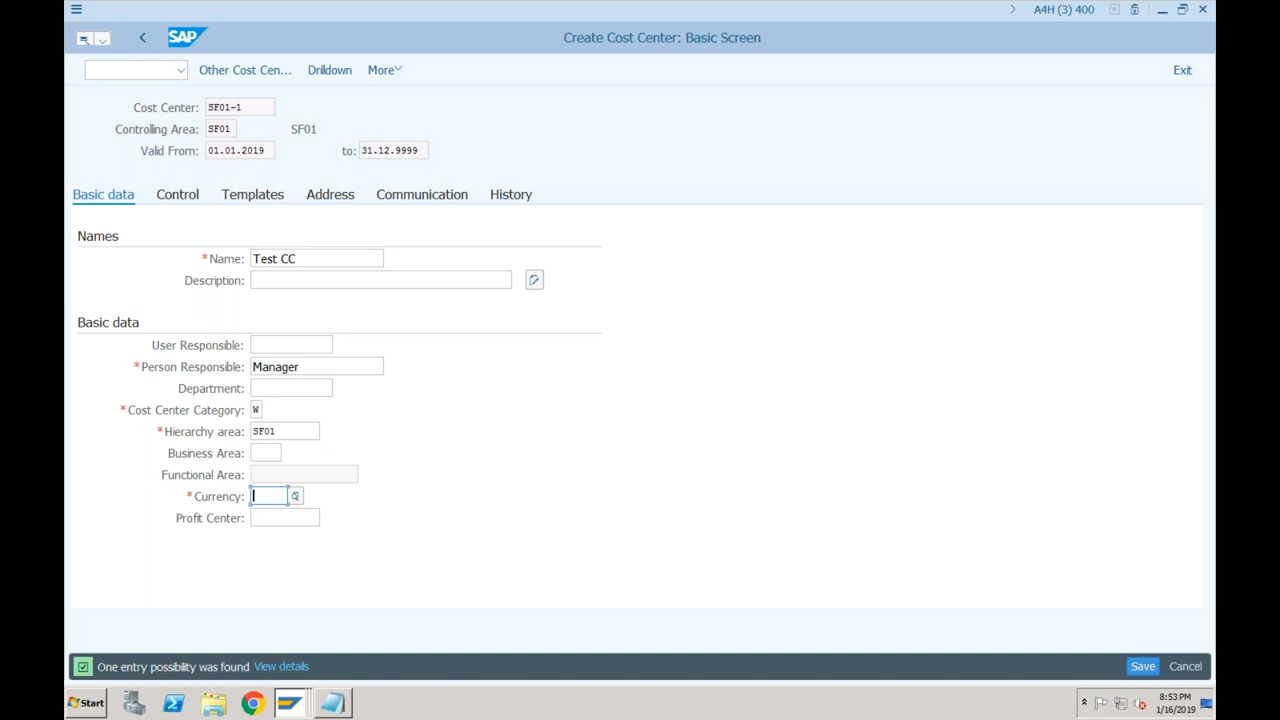 A4H (3) 400
SAP
Create Cost Center: Basic Screen
Other Cost Cen... Drilldown More Exit
Cost Center: SF01-1
Controlling Area: SF01 SF01
Valid From: 01.01.2019 to: 31.12.9999
Basic data Control Templates Address Communication History
Names
*Name: Test CC
Description:
Basic data
User Responsible:
*Person Responsible: Manager
Department:
*Cost Center Category: W
*Hierarchy area: SF01
Business Area:
Functional Area:
*Currency:
Profit Center:
One entry possibility was found View details Save Cancel
Start 8:53 PM
1/16/2019